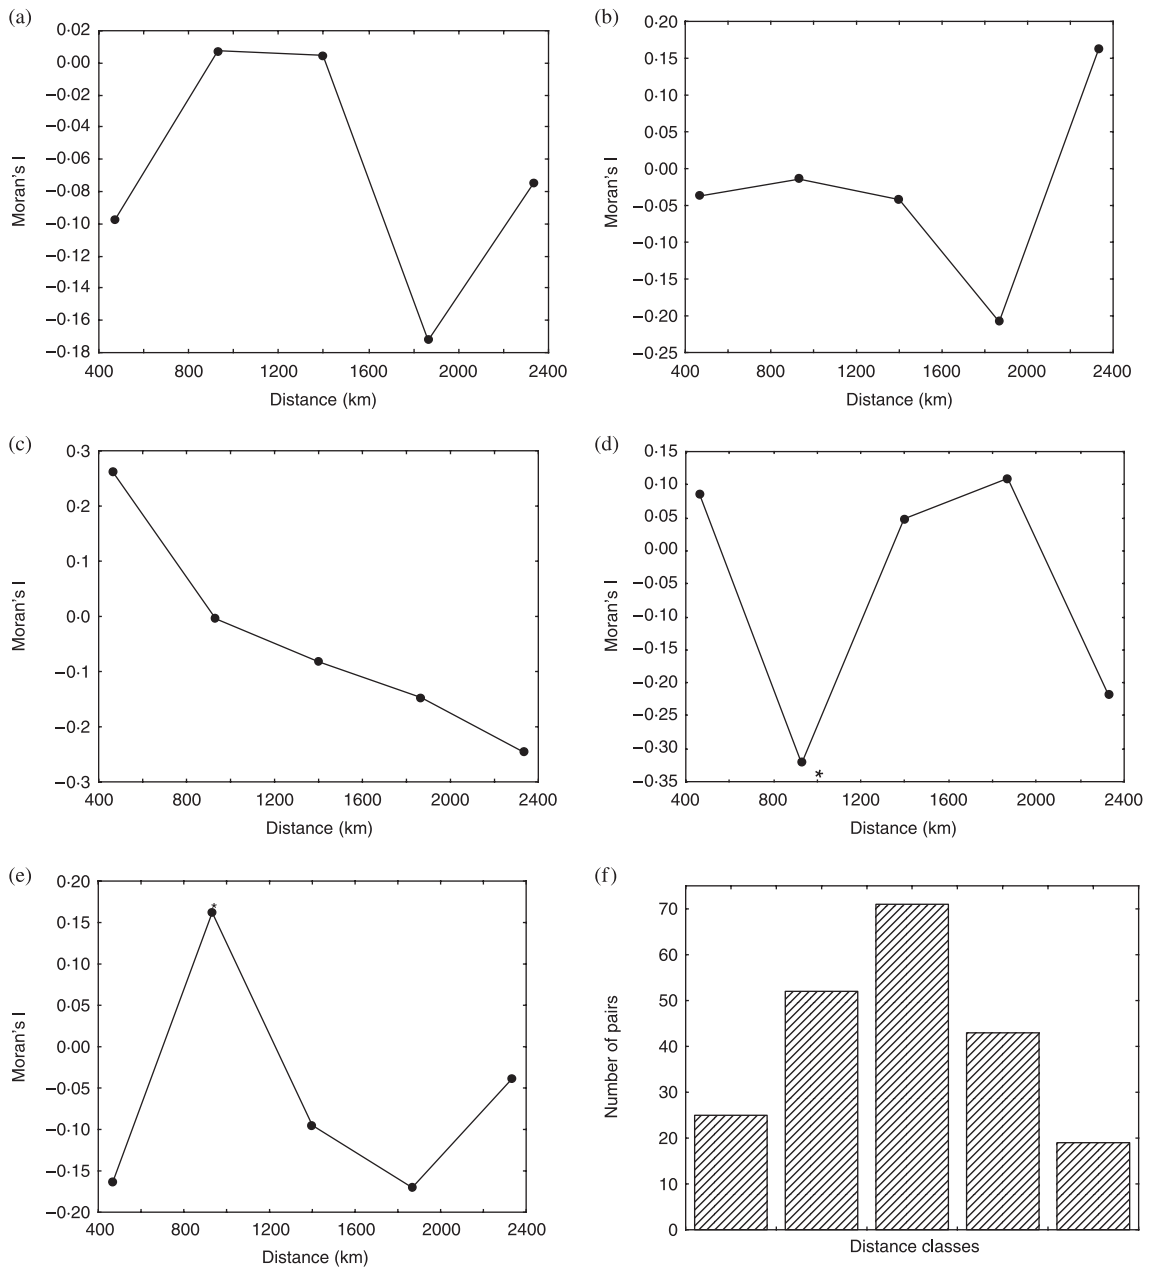 (a)
0·02
0·00
−0·02
−0·04
−0·06
−0·08
−0·10
−0·12
−0·14
−0·16
−0·18
Moran's I
400 800 1200 1600 2000 2400
Distance (km)
(b)
0·20
0·15
0·10
0·05
0·00
−0·05
−0·10
−0·15
−0·20
−0·25
Moran's I
400 800 1200 1600 2000 2400
Distance (km)
(c)
0·3
0·2
0·1
0·0
−0·1
−0·2
−0·3
Moran's I
400 800 1200 1600 2000 2400
Distance (km)
(d)
0·15
0·10
0·05
0·00
−0·05
−0·10
−0·15
−0·20
−0·25
−0·30
−0·35
*
Moran's I
400 800 1200 1600 2000 2400
Distance (km)
(e)
0·20
0·15
0·10
0·05
0·00
−0·05
−0·10
−0·15
−0·20
*
Moran's I
400 800 1200 1600 2000 2400
Distance (km)
(f)
70
60
50
40
30
20
10
0
Number of pairs
Distance classes